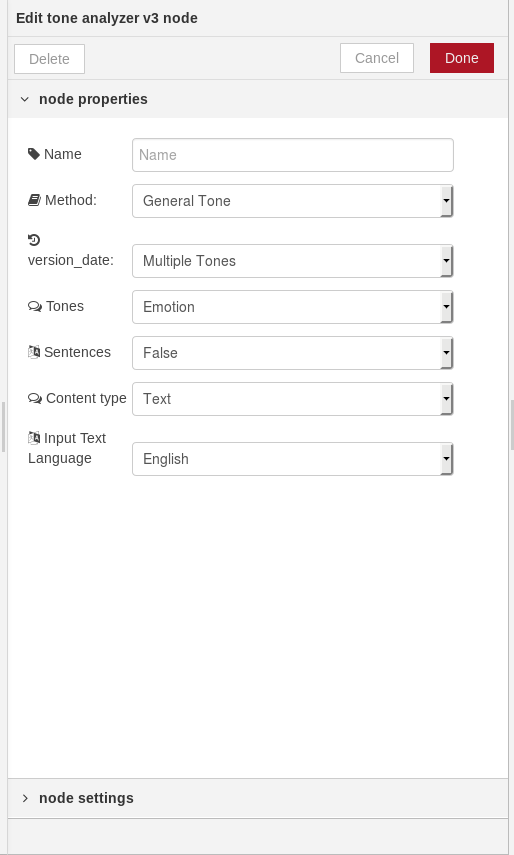 Edit tone analyzer v3 node
Delete
Cancel
Done
node properties
Name
Name
Method:
General Tone
version_date:
Multiple Tones
Tones
Emotion
Sentences
False
Content type
Text
Input Text
Language
English
node settings